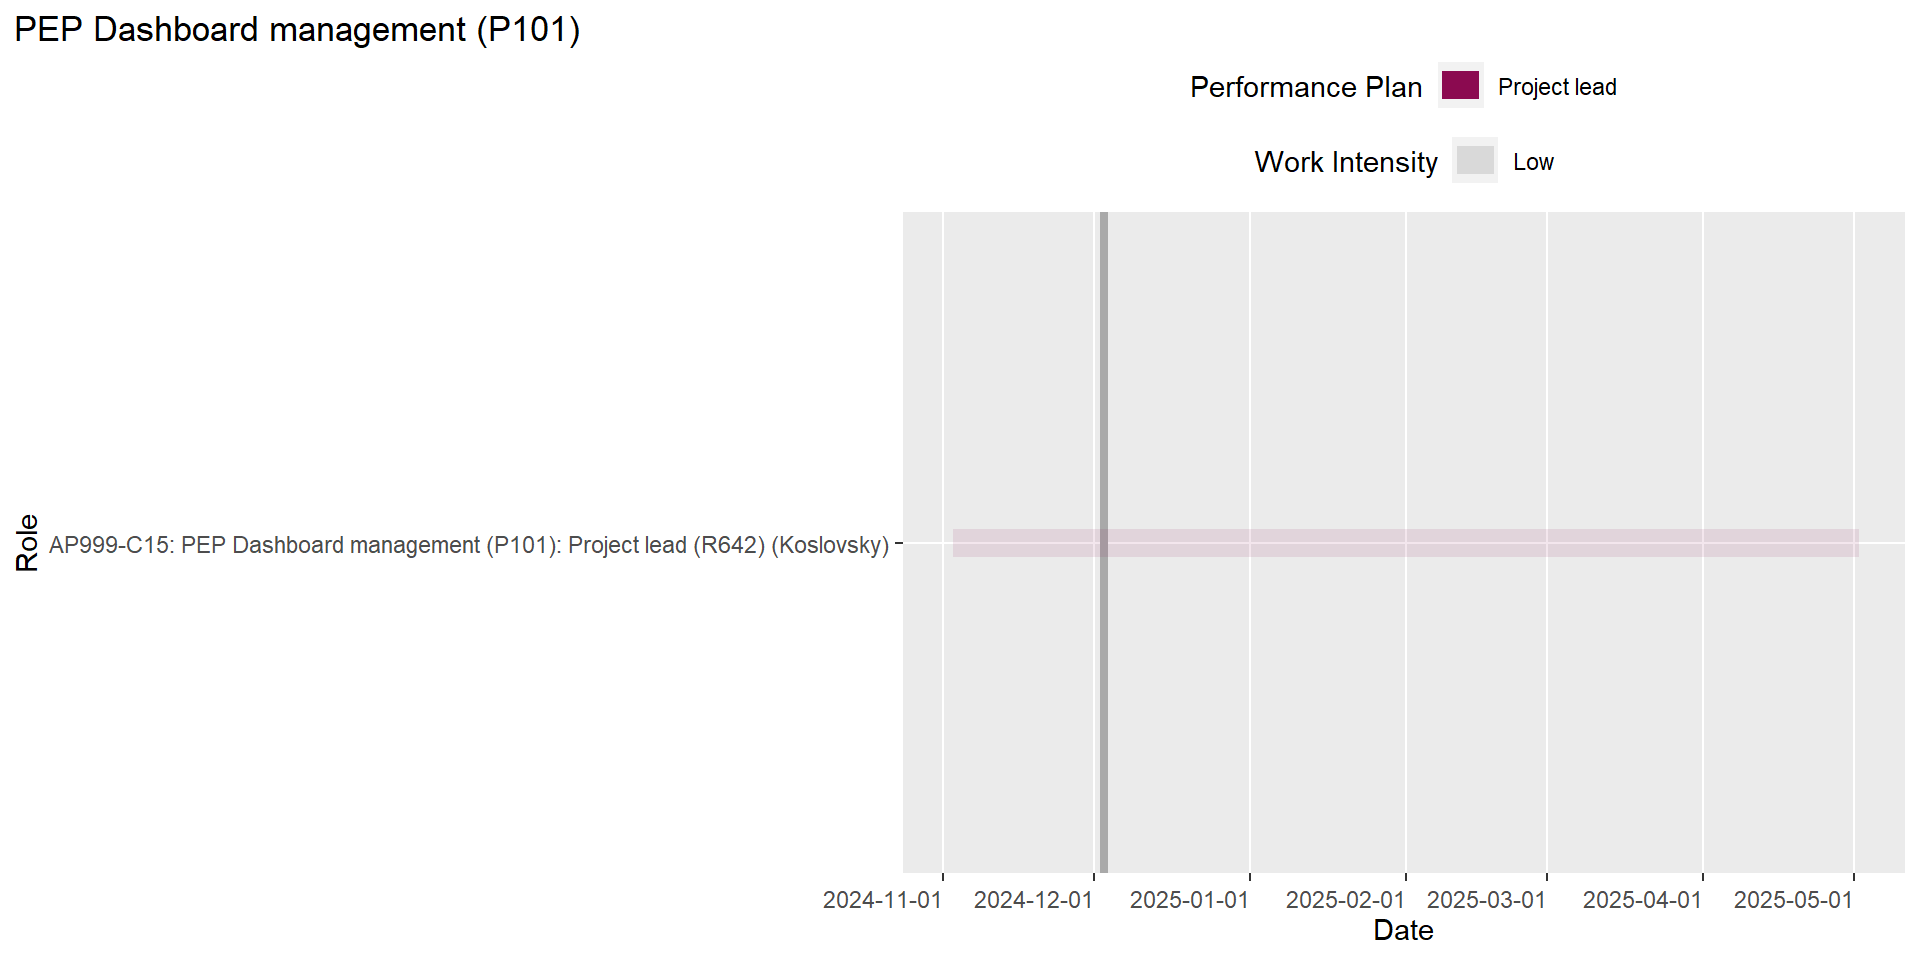 PEP Dashboard management (P101)
Performance Plan Project lead
Work Intensity Low
Role
AP999-C15: PEP Dashboard management (P101): Project lead (R642) (Koslovsky)
2024-11-01 2024-12-01 2025-01-01 2025-02-01 2025-03-01 2025-04-01 2025-05-01
Date